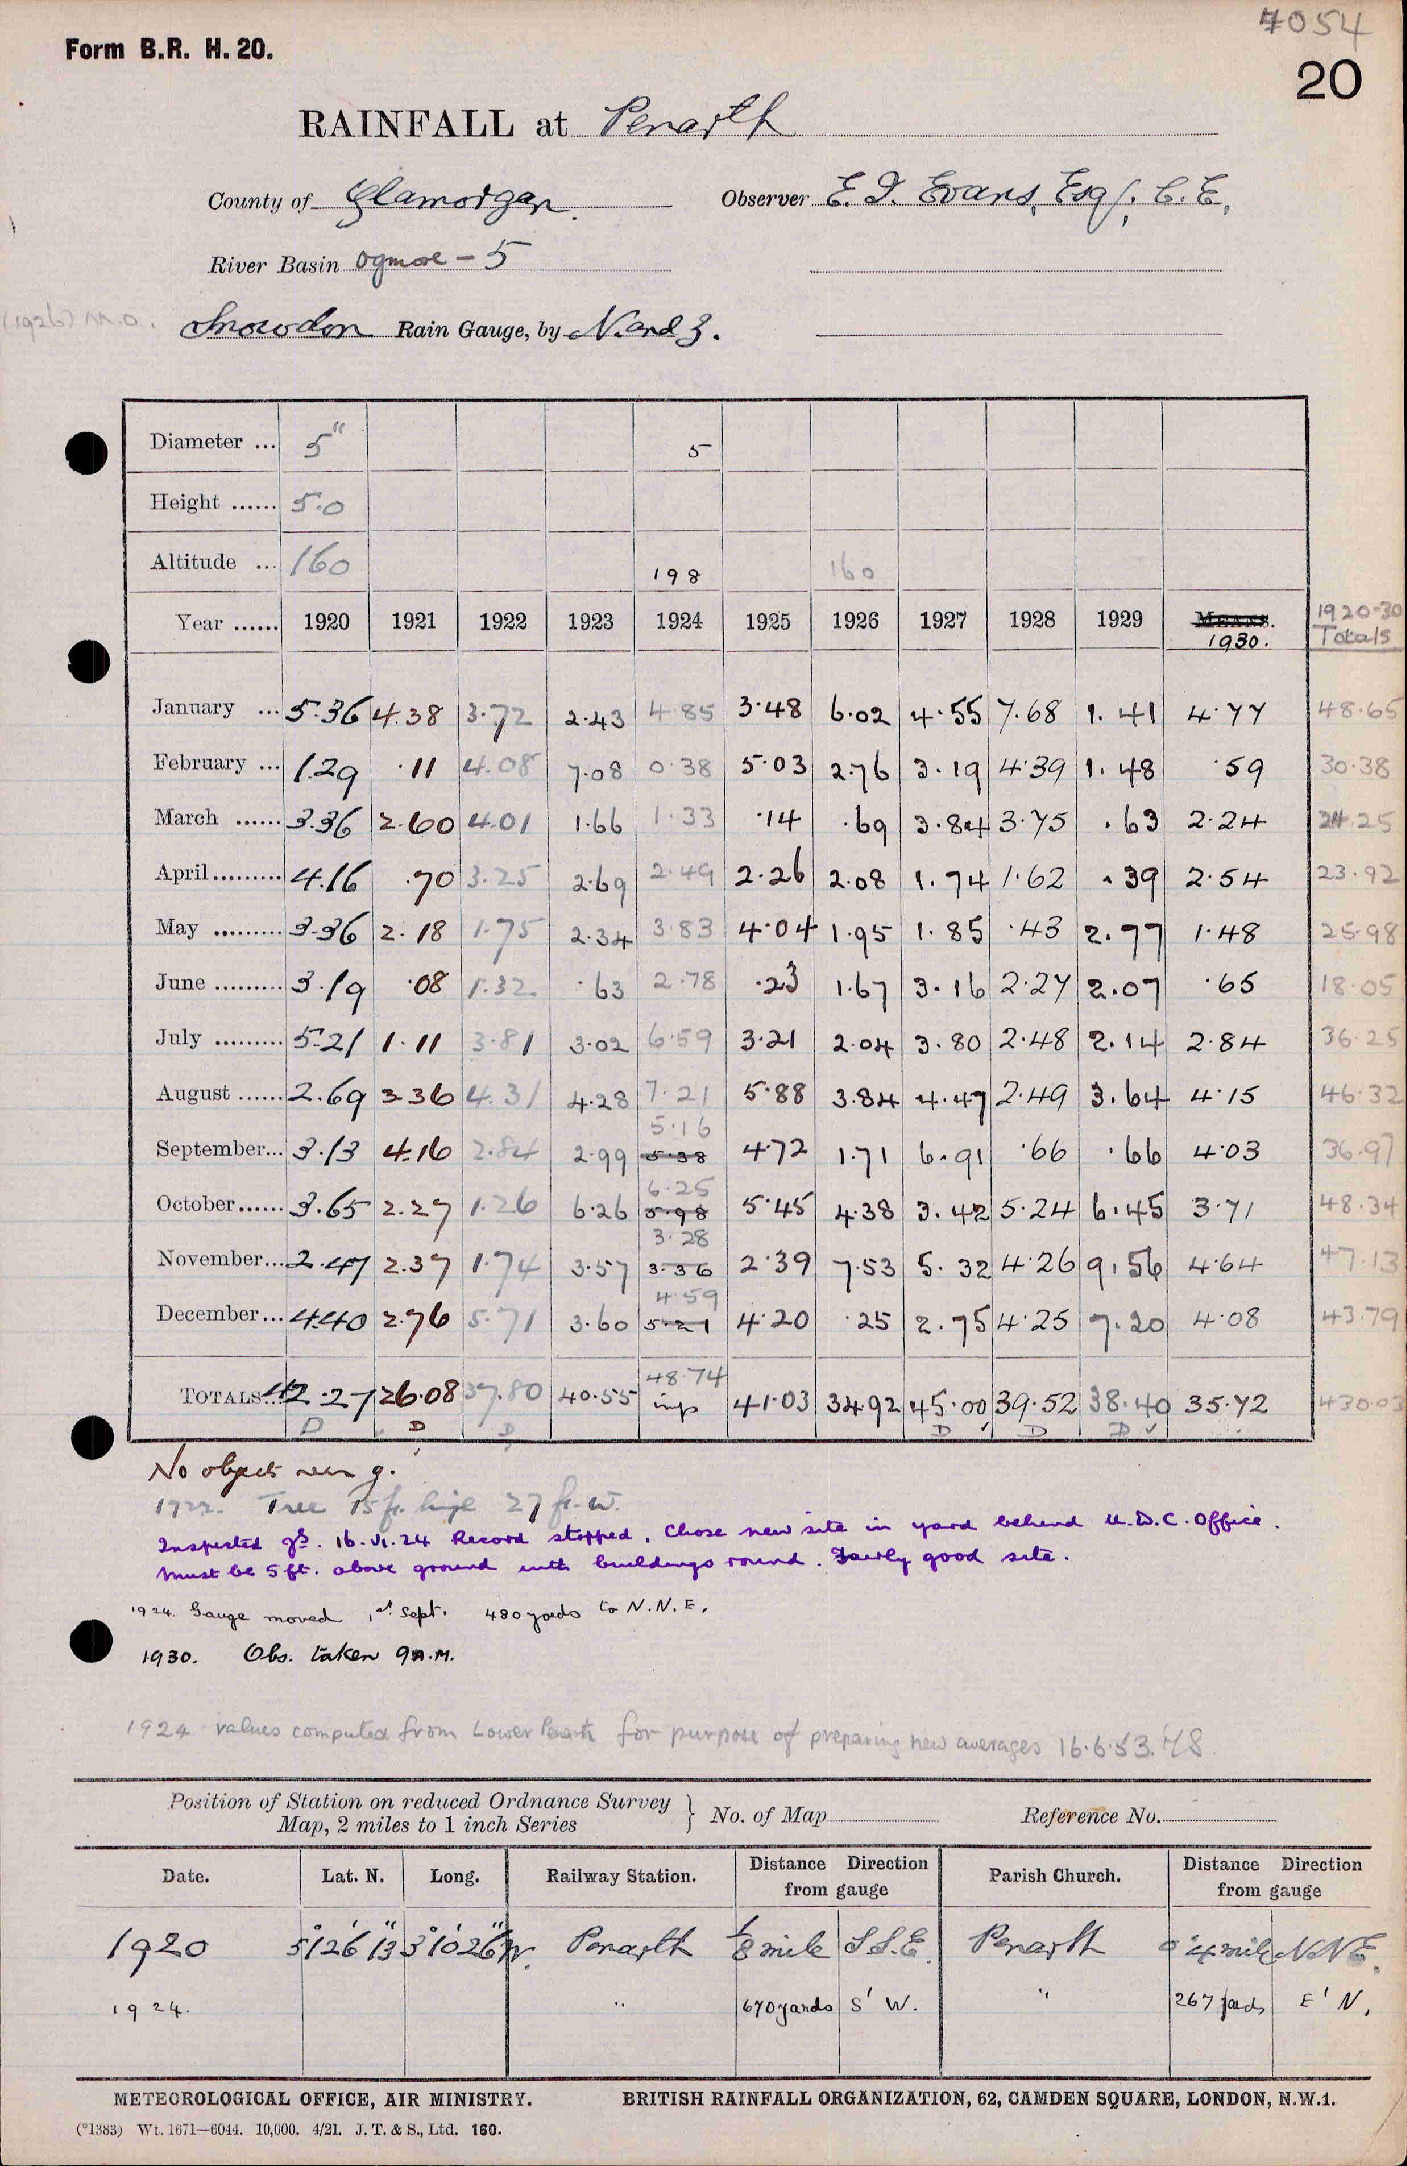 7054
Form B.R. H. 20.
20
RAINFALL at Penarth
County of Glamorgan. Observer E. I. Evans, Esq., C.E.,
River Basin Ogmore - 5
(1926) M.O. Snowdon Rain Gauge, by N. and Z.
Diameter ... 5" 5
Height ...... 5.0
Altitude ... 160 198 160
Year ...... 1920 1921 1922 1923 1924 1925 1926 1927 1928 1929 MEANS. 1930. 1920-30 Totals
January ... 5.36 4.38 3.72 2.43 4.85 3.48 6.02 4.55 7.68 1.41 4.77 48.65
February ... 1.29 .11 4.08 7.08 0.38 5.03 2.76 3.19 4.39 1.48 .59 30.38
March ...... 3.36 2.60 4.01 1.66 1.33 .14 .69 3.84 3.75 .63 2.24 24.25
April ......... 4.16 .70 3.25 2.69 2.49 2.26 2.08 1.74 1.62 .39 2.54 23.92
May ......... 3.36 2.18 1.75 2.34 3.83 4.04 1.95 1.85 .43 2.77 1.48 25.98
June ......... 3.19 .08 1.32 .63 2.78 .23 1.67 3.16 2.27 2.07 .65 18.05
July ......... 5.21 1.11 3.81 3.02 6.59 3.21 2.04 3.80 2.48 2.14 2.84 36.25
August ...... 2.69 3.36 4.31 4.28 7.21 5.88 3.84 4.47 2.49 3.64 4.15 46.32
5.16
September... 3.13 4.16 2.84 2.99 5.38 4.72 1.71 6.91 .66 .66 4.03 36.97
6.25
October...... 3.65 2.27 1.26 6.26 5.98 5.45 4.38 3.42 5.24 6.45 3.71 48.34
3.28
November... 2.47 2.37 1.74 3.57 3.36 2.39 7.53 5.32 4.26 9.56 4.64 47.13
4.59
December... 4.40 2.76 5.71 3.60 5.21 4.20 .25 2.75 4.25 7.20 4.08 43.79
48.74
TOTALS... 42.27 26.08 37.80 40.55 inp 41.03 34.92 45.00 39.52 38.40 35.72 430.03
D D D D D D
No objects near g.
1922. Tree 15 ft. high 27 ft. W.
Inspected gs. 16.VI.24 Record stopped. Chose new site in yard behind U.D.C. Office.
Must be 5 ft. above ground with buildings round. Fairly good site.
1924. Gauge moved 1st Sept. 480 yards to N.N.E.
1930. Obs. taken 9 A.M.
1924 values computed from Lower Penarth for purpose of preparing new averages 16.6.53.
Position of Station on reduced Ordnance Survey Map, 2 miles to 1 inch Series } No. of Map Reference No.
Date. Lat. N. Long. Railway Station. Distance Direction from gauge Parish Church. Distance Direction from gauge
1920 51° 26' 13" 3° 10' 26" W. Penarth 1/8 mile S.S.E. Penarth 0.4 mile N.N.E.
1924. " 670 yards S' W. " 267 yards E' N.
METEOROLOGICAL OFFICE, AIR MINISTRY. BRITISH RAINFALL ORGANIZATION, 62, CAMDEN SQUARE, LONDON, N.W.1.
(*1383) Wt. 1671—6044. 10,000. 4/21. J. T. & S., Ltd. 160.